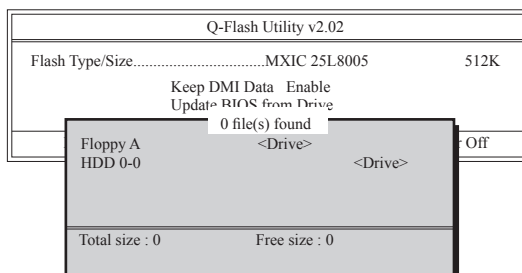 Q-Flash Utility v2.02
Flash Type/Size.................................MXIC 25L8005 512K
Keep DMI Data Enable
Update BIOS from Drive
0 file(s) found
Floppy A <Drive>
HDD 0-0 <Drive>
Off
Total size : 0 Free size : 0